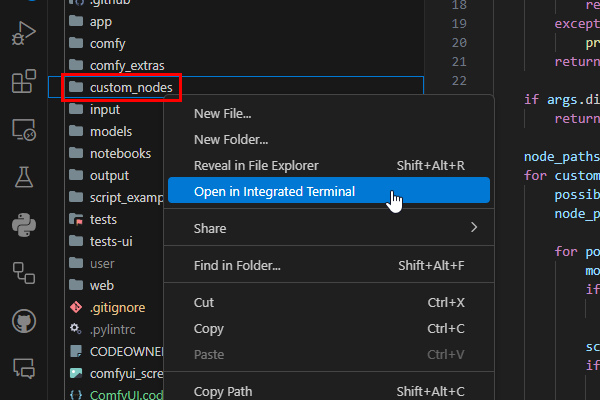 .github
app
comfy
comfy_extras
custom_nodes
input
models
notebooks
output
script_examp
tests
tests-ui
user
web
.gitignore
.pylintrc
CODEOWNE
comfyui_scre
ComfyUI.cod
New File...
New Folder...
Reveal in File Explorer Shift+Alt+R
Open in Integrated Terminal
Share
Find in Folder... Shift+Alt+F
Cut Ctrl+X
Copy Ctrl+C
Paste Ctrl+V
Copy Path Shift+Alt+C
18 re
19 except
20 pr
21 return
22
if args.di
return
node_paths
for custom
possib
node_p
for po
mo
if
sc
if